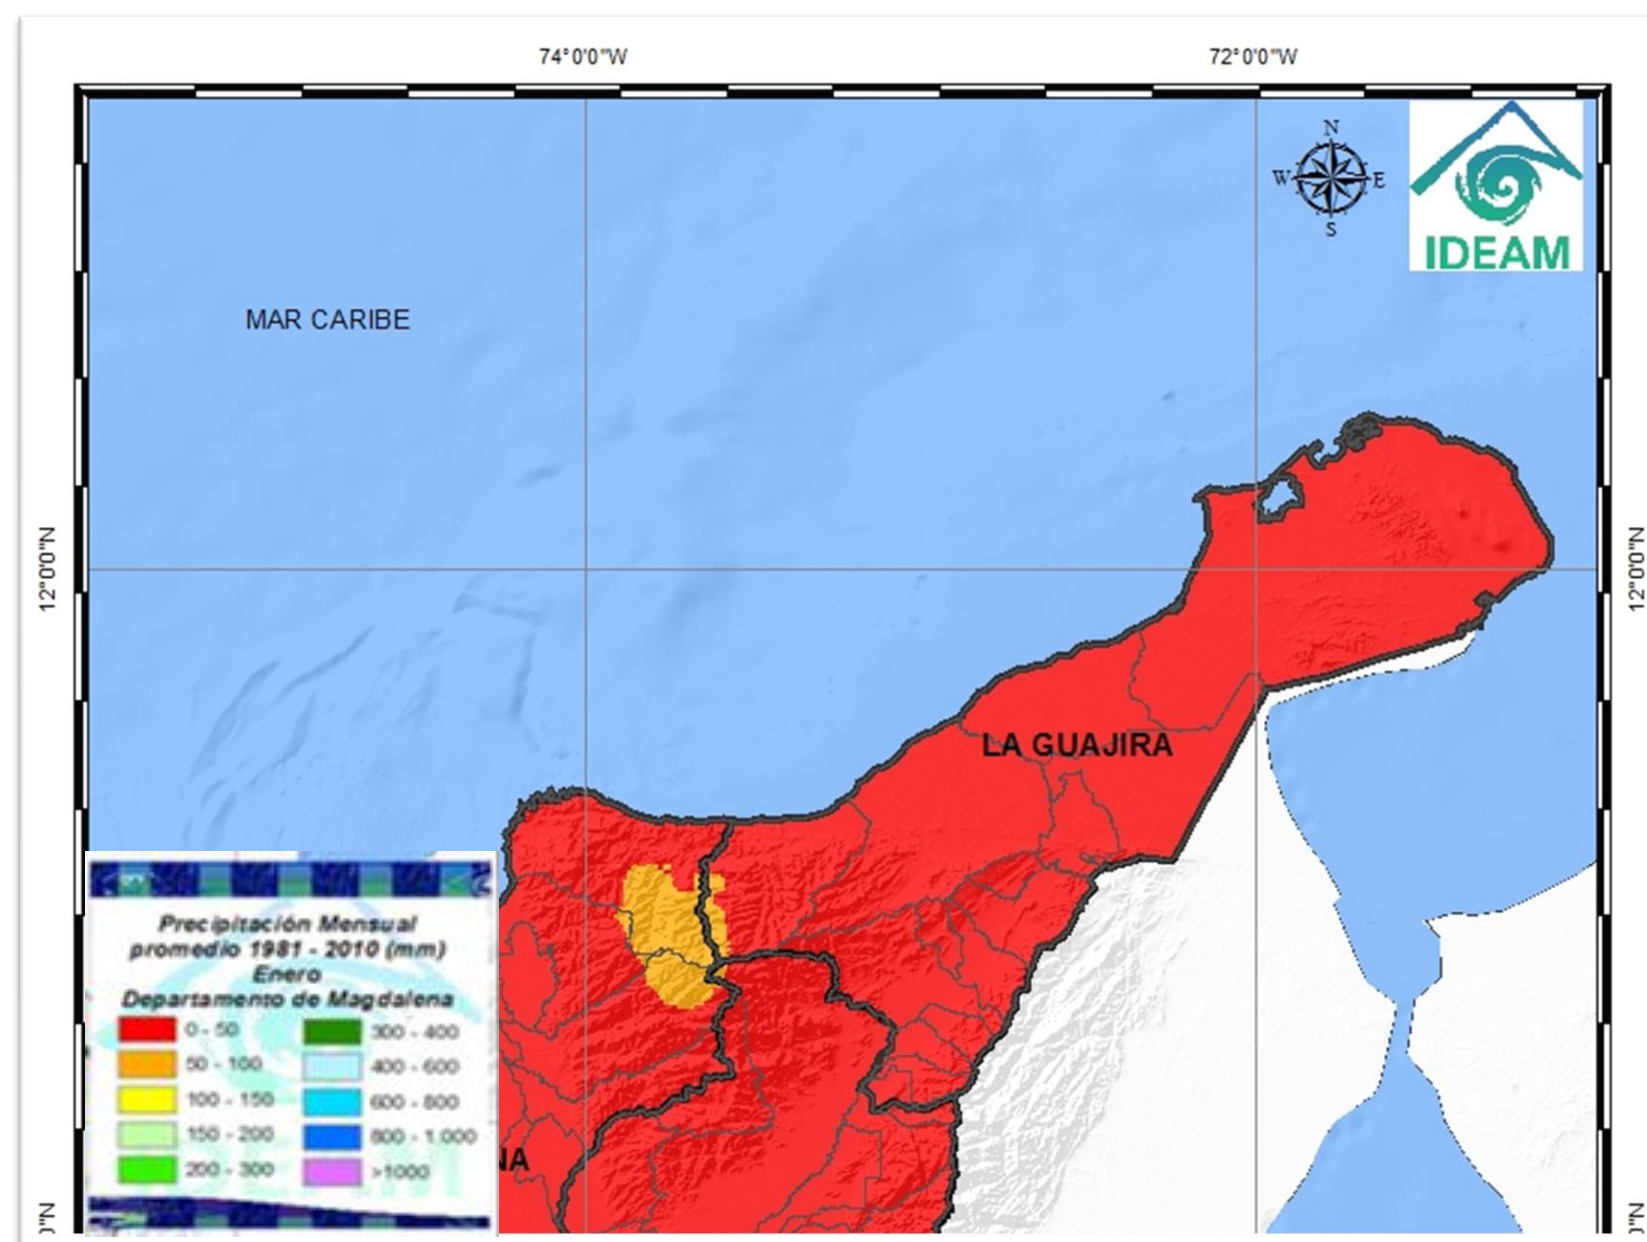 74°0'0"W 72°0'0"W
N
W E
S
IDEAM
MAR CARIBE
12°0'0"N 12°0'0"N
LA GUAJIRA
Precipitación Mensual
promedio 1981 - 2010 (mm)
Enero
Departamento de Magdalena
0 - 50 300 - 400
50 - 100 400 - 600
100 - 150 600 - 800
150 - 200 800 - 1.000
200 - 300 >1000
NA
0"N 0"N